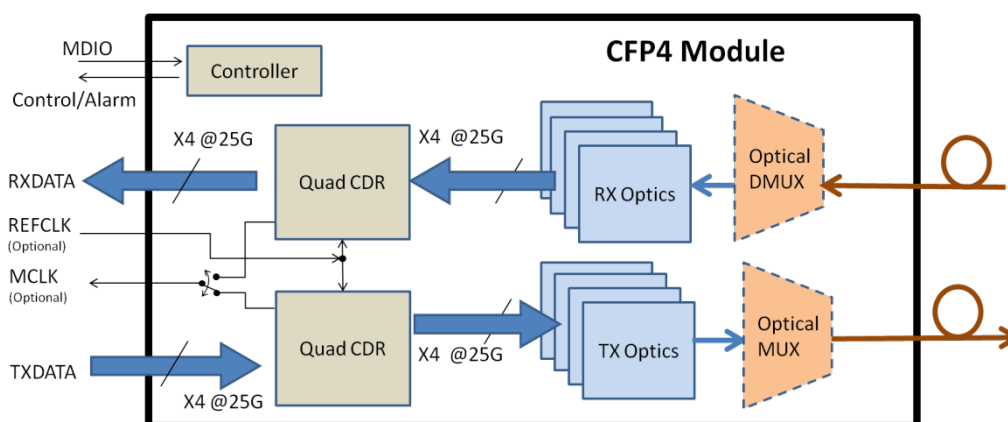 CFP4 Module
MDIO
Controller
Control/Alarm
X4 @25G
X4 @25G
RXDATA
Quad CDR
RX Optics
Optical
DMUX
REFCLK
(Optional)
MCLK
(Optional)
Quad CDR
TX Optics
Optical
MUX
X4 @25G
TXDATA
X4 @25G